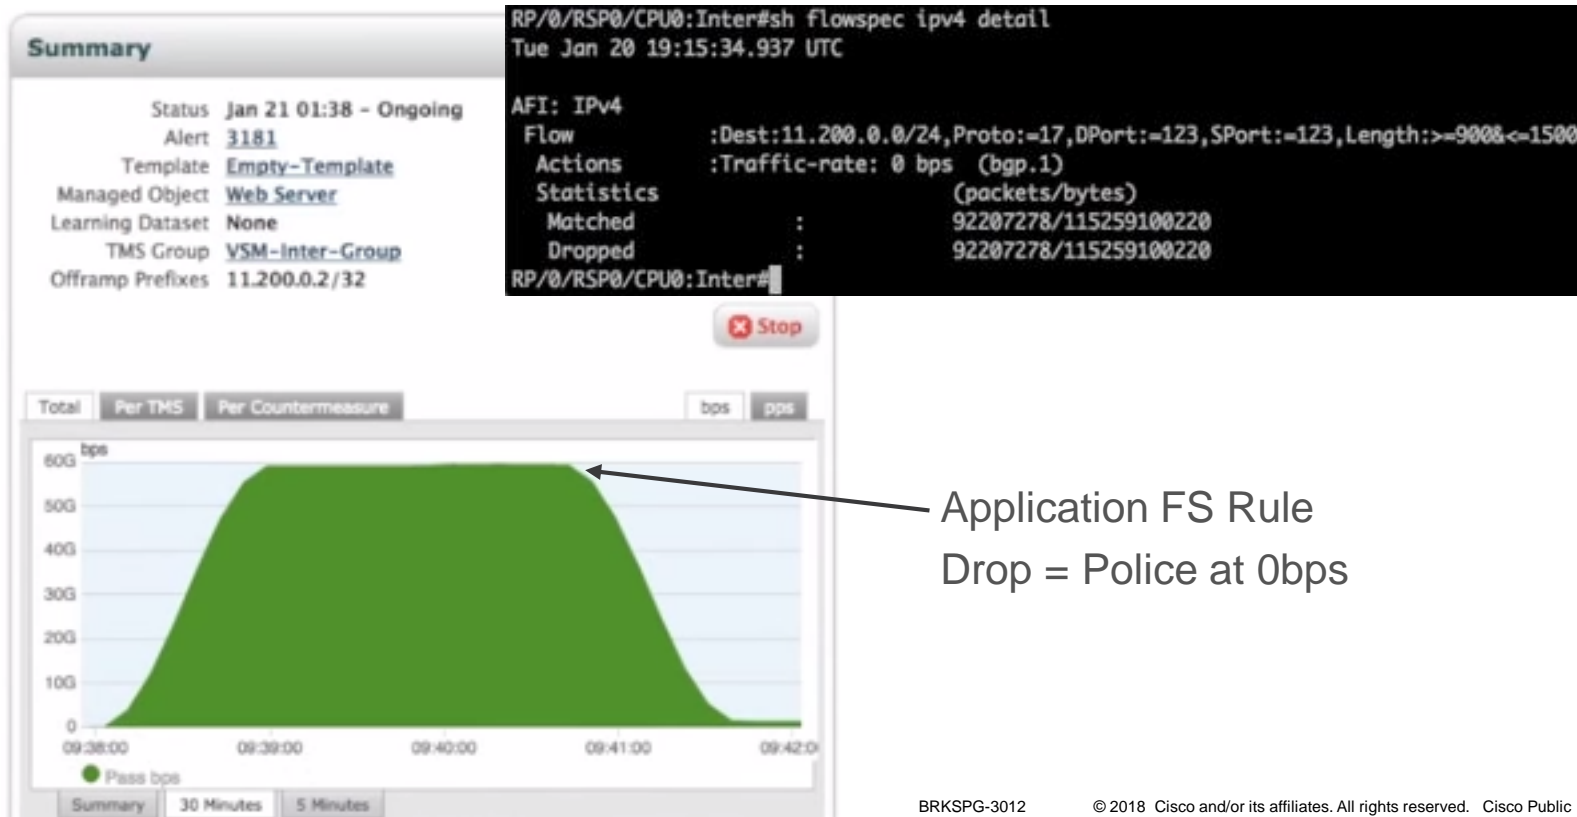 Summary
Status Jan 21 01:38 - Ongoing
Alert 3181
Template Empty-Template
Managed Object Web Server
Learning Dataset None
TMS Group VSM-Inter-Group
Offramp Prefixes 11.200.0.2/32
Stop
RP/0/RSP0/CPU0:Inter#sh flowspec ipv4 detail
Tue Jan 20 19:15:34.937 UTC
AFI: IPv4
Flow :Dest:11.200.0.0/24,Proto:=17,DPort:=123,SPort:=123,Length:>=900&<=1500
Actions :Traffic-rate: 0 bps (bgp.1)
Statistics (packets/bytes)
Matched : 92207278/115259100220
Dropped : 92207278/115259100220
RP/0/RSP0/CPU0:Inter#
Total Per TMS Per Countermeasure bps pps
bps
60G
50G
40G
30G
20G
10G
0
09:38:00 09:39:00 09:40:00 09:41:00 09:42:0
Pass bps
Summary 30 Minutes 5 Minutes
Application FS Rule
Drop = Police at 0bps
BRKSPG-3012 © 2018 Cisco and/or its affiliates. All rights reserved. Cisco Public